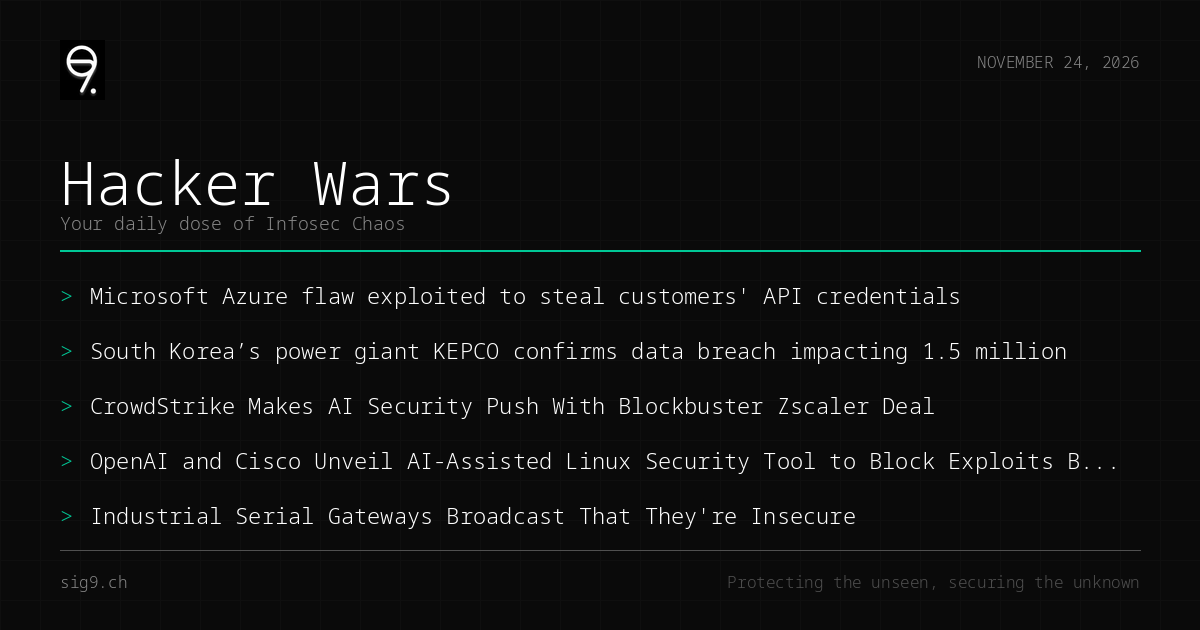 9.
NOVEMBER 24, 2026
Hacker Wars
Your daily dose of Infosec Chaos
> Microsoft Azure flaw exploited to steal customers' API credentials
> South Korea’s power giant KEPCO confirms data breach impacting 1.5 million
> CrowdStrike Makes AI Security Push With Blockbuster Zscaler Deal
> OpenAI and Cisco Unveil AI-Assisted Linux Security Tool to Block Exploits B...
> Industrial Serial Gateways Broadcast That They're Insecure
sig9.ch
Protecting the unseen, securing the unknown